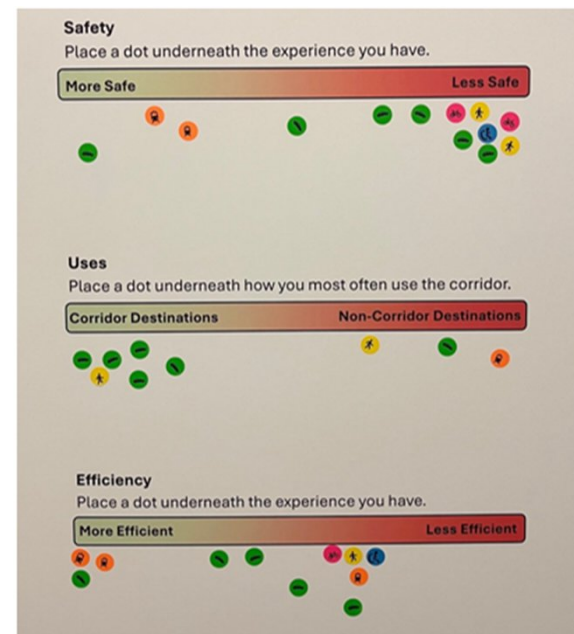 Safety
Place a dot underneath the experience you have.
More Safe Less Safe
Uses
Place a dot underneath how you most often use the corridor.
Corridor Destinations Non-Corridor Destinations
Efficiency
Place a dot underneath the experience you have.
More Efficient Less Efficient